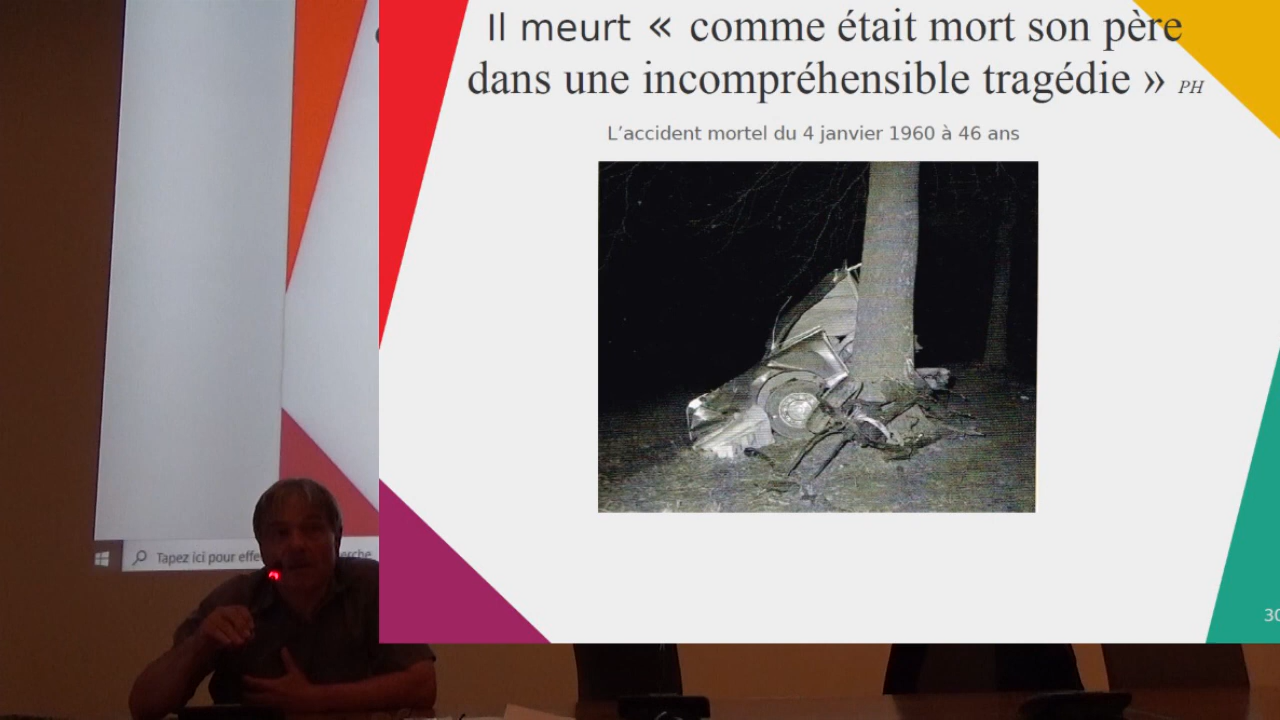 Il meurt « comme était mort son père
dans une incompréhensible tragédie » PH
L'accident mortel du 4 janvier 1960 à 46 ans
Tapez ici pour effe
erche
30